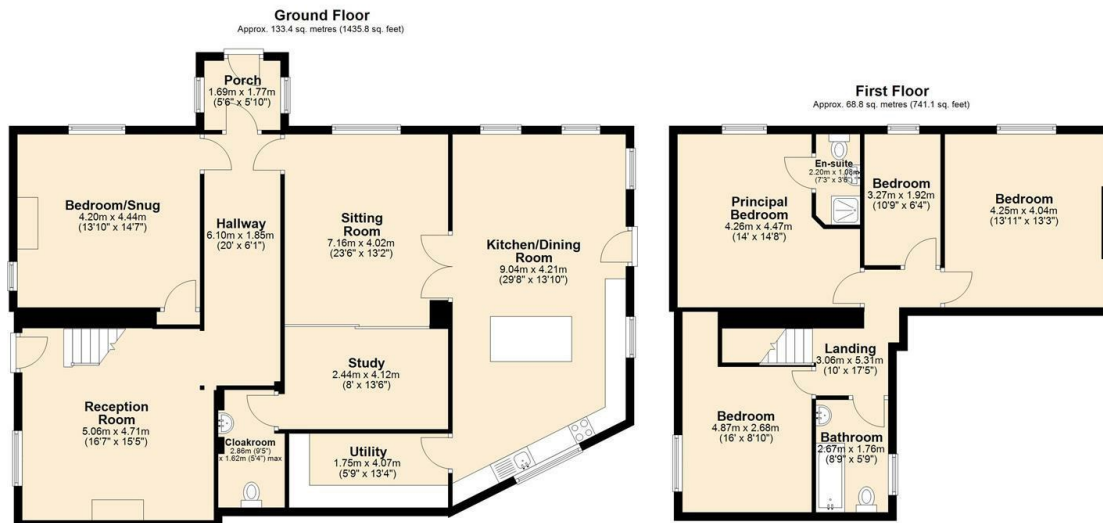 Ground Floor
Approx. 133.4 sq. metres (1435.8 sq. feet)
Porch
1.69m x 1.77m
(5'6" x 5'10")
Bedroom/Snug
4.20m x 4.44m
(13'10" x 14'7")
Hallway
6.10m x 1.85m
(20' x 6'1")
Sitting
Room
7.16m x 4.02m
(23'6" x 13'2")
Kitchen/Dining
Room
9.04m x 4.21m
(29'8" x 13'10")
Study
2.44m x 4.12m
(8' x 13'6")
Reception
Room
5.06m x 4.71m
(16'7" x 15'5")
Cloakroom
2.86m (9'5")
x 1.62m (5'4") max
Utility
1.75m x 4.07m
(5'9" x 13'4")
First Floor
Approx. 68.8 sq. metres (741.1 sq. feet)
Principal
Bedroom
4.26m x 4.47m
(14' x 14'8")
En-suite
2.20m x 1.06m
(7'3" x 3'6")
Bedroom
3.27m x 1.92m
(10'9" x 6'4")
Bedroom
4.25m x 4.04m
(13'11" x 13'3")
Landing
3.06m x 5.31m
(10' x 17'5")
Bedroom
4.87m x 2.68m
(16' x 8'10")
Bathroom
2.67m x 1.76m
(8'9" x 5'9")